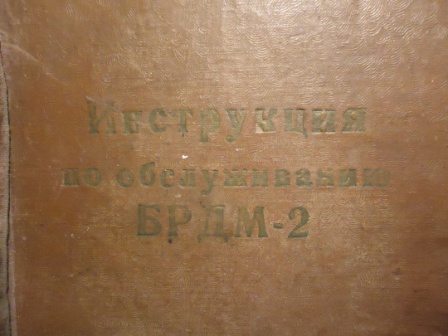 Инструкция
по обслуживанию
БРДМ-2